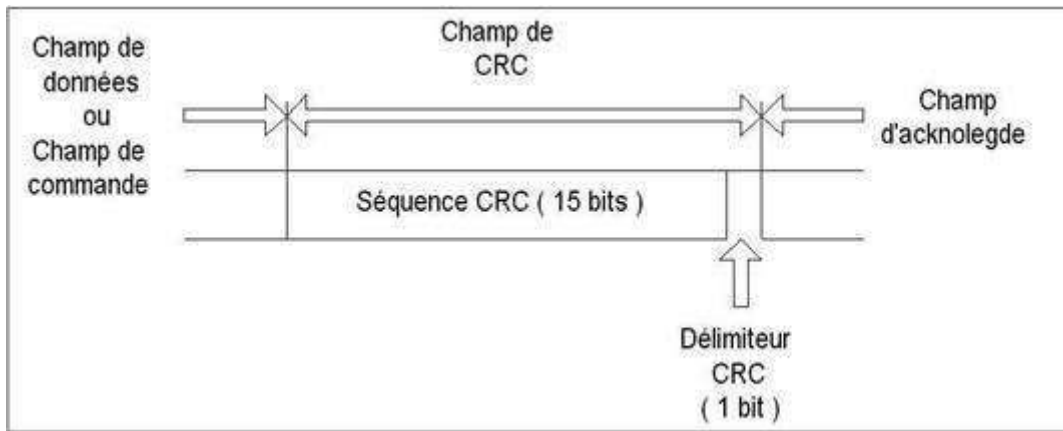 Champ de
données
ou
Champ de
commande
Champ de
CRC
Champ
d'acknolegde
Séquence CRC ( 15 bits )
Délimiteur
CRC
( 1 bit )